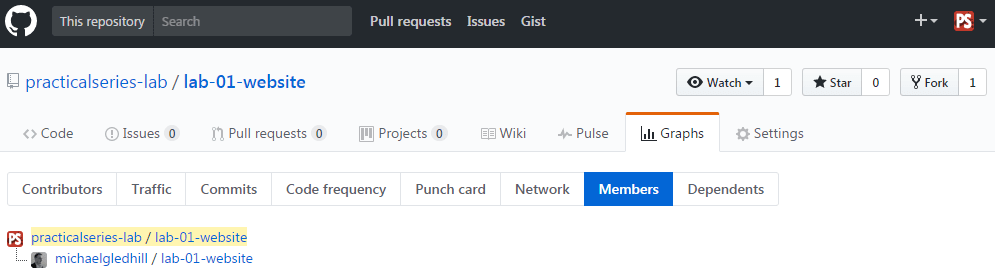 This repository Search Pull requests Issues Gist PS
practicalseries-lab / lab-01-website Watch 1 Star 0 Fork 1
Code Issues 0 Pull requests 0 Projects 0 Wiki Pulse Graphs Settings
Contributors Traffic Commits Code frequency Punch card Network Members Dependents
PS practicalseries-lab / lab-01-website
michaelgledhill / lab-01-website